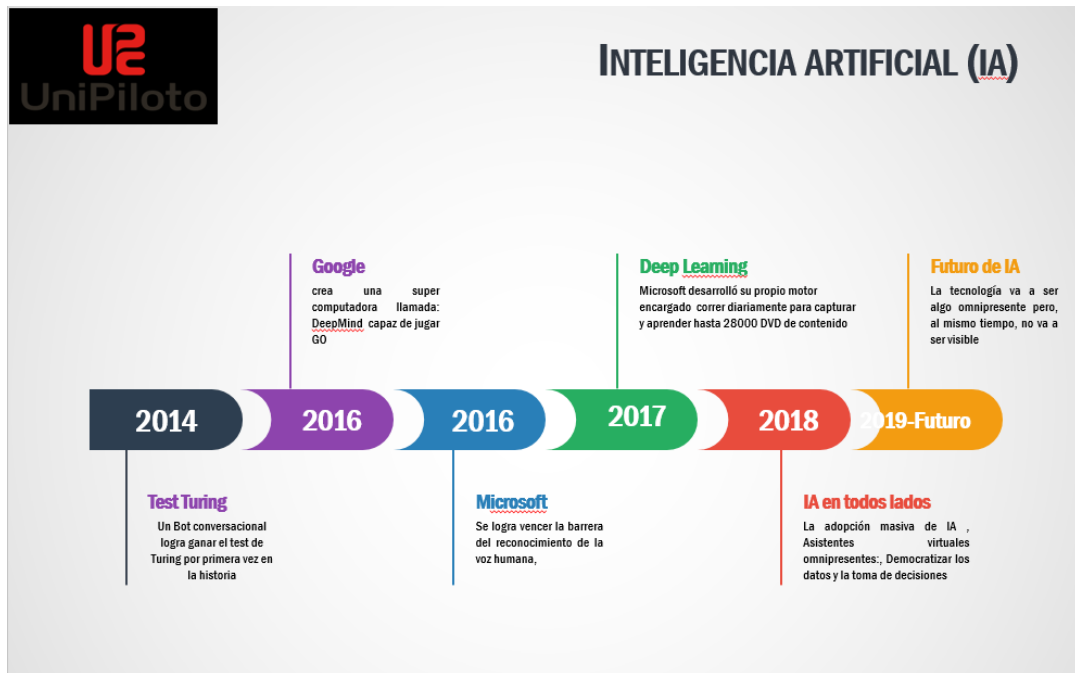 UniPiloto
INTELIGENCIA ARTIFICIAL (IA)
Google
crea una super
computadora llamada:
DeepMind capaz de jugar
GO
Deep Learning
Microsoft desarrolló su propio motor
encargado correr diariamente para capturar
y aprender hasta 28000 DVD de contenido
Futuro de IA
La tecnología va a ser
algo omnipresente pero,
al mismo tiempo, no va a
ser visible
2014
2016
2016
2017
2018
2019-Futuro
Test Turing
Un Bot conversacional
logra ganar el test de
Turing por primera vez en
la historia
Microsoft
Se logra vencer la barrera
del reconocimiento de la
voz humana,
IA en todos lados
La adopción masiva de IA ,
Asistentes virtuales
omnipresentes:, Democratizar los
datos y la toma de decisiones